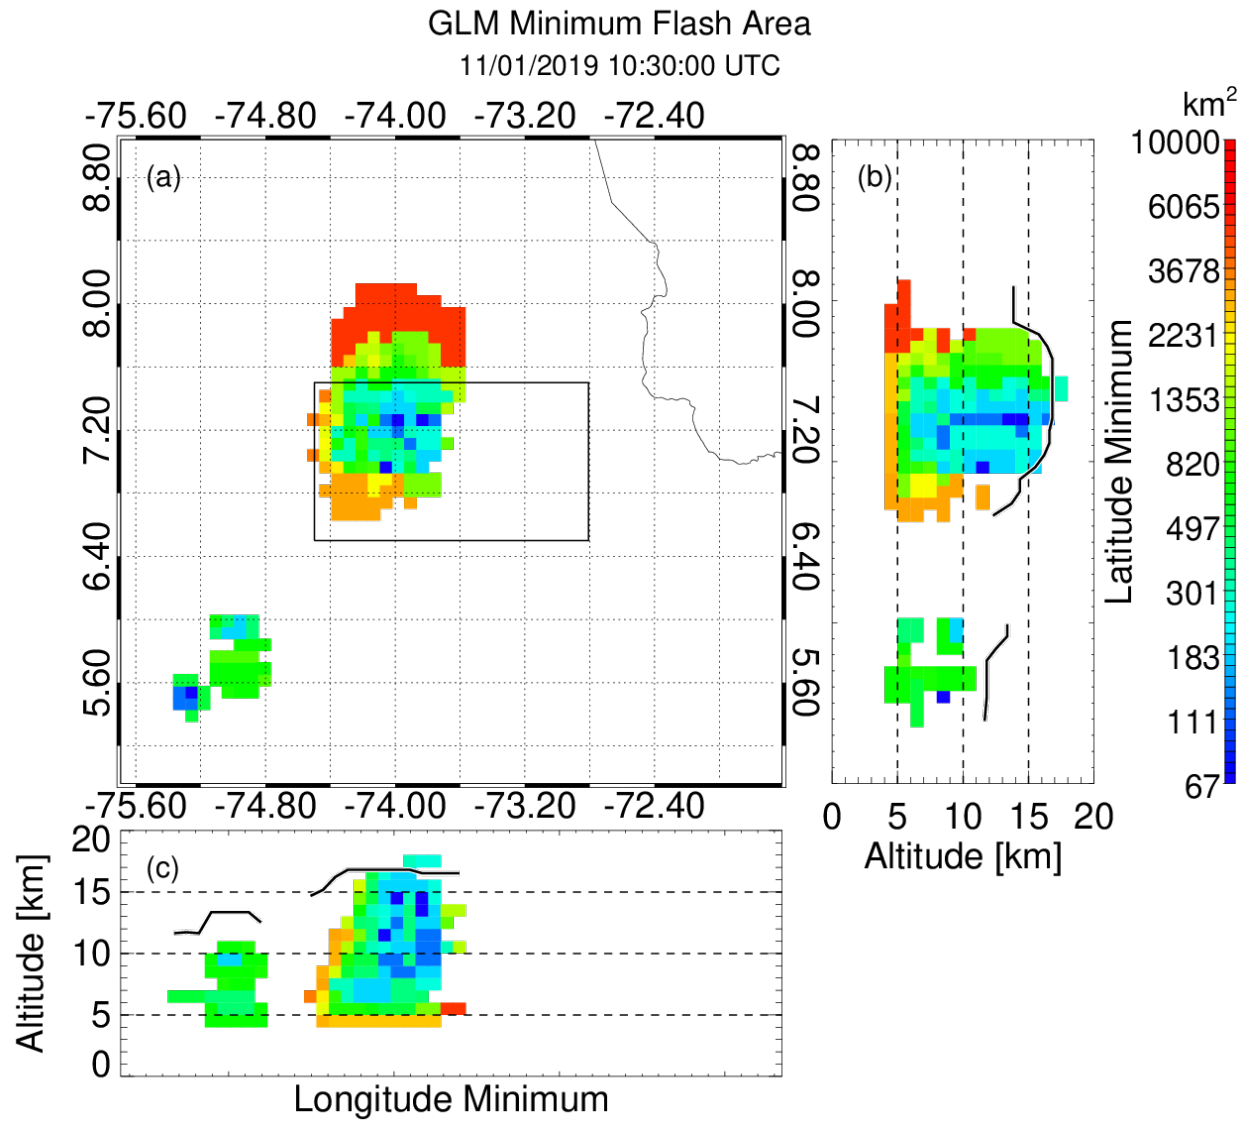 GLM Minimum Flash Area
11/01/2019 10:30:00 UTC
-75.60 -74.80 -74.00 -73.20 -72.40
km2
(a)
8.80
8.00
7.20
6.40
5.60
8.80
8.00
7.20
6.40
5.60
-75.60 -74.80 -74.00 -73.20 -72.40
(b)
Latitude Minimum
0 5 10 15 20
Altitude [km]
10000
6065
3678
2231
1353
820
497
301
183
111
67
(c)
20
15
10
5
0
Altitude [km]
Longitude Minimum